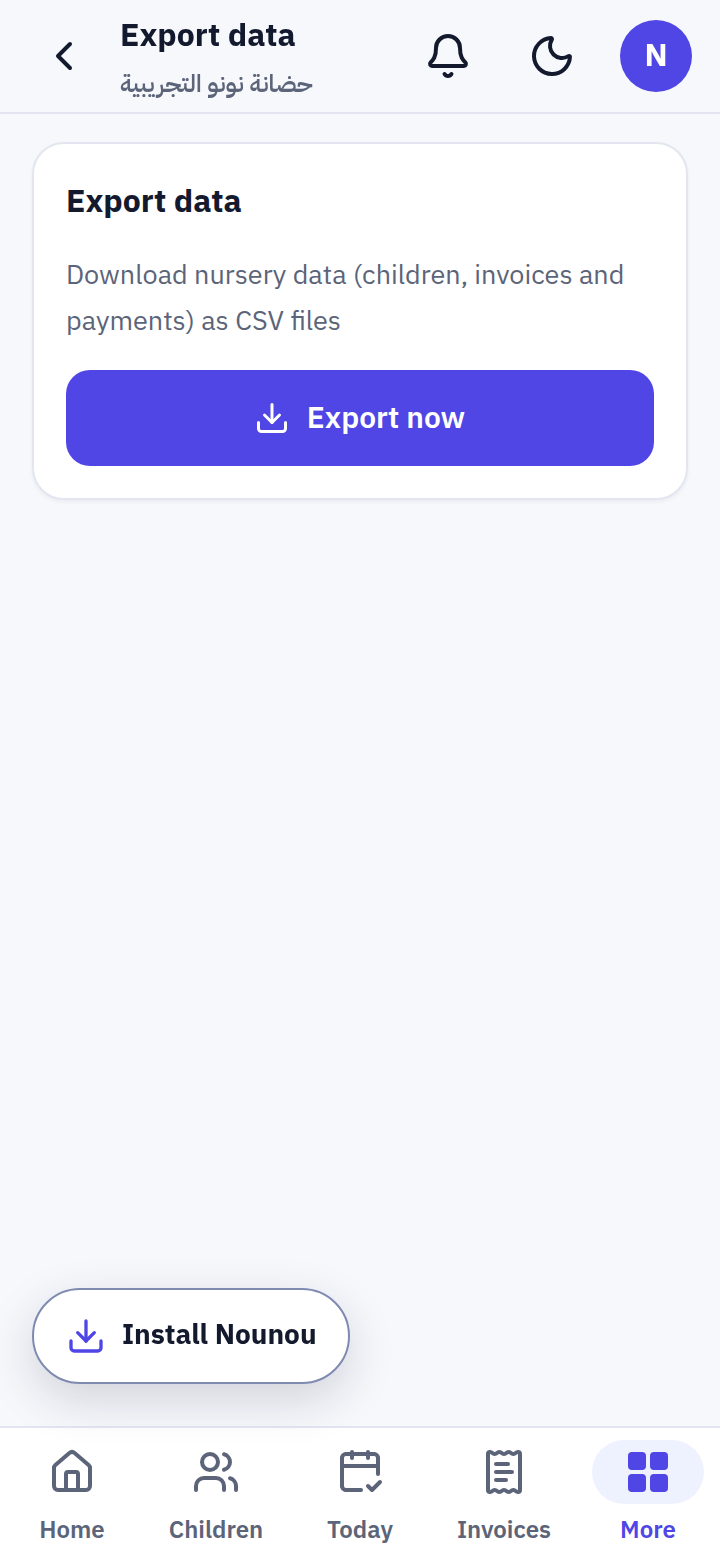 Export data
حضانة نونو التجريبية
N
Export data
Download nursery data (children, invoices and
payments) as CSV files
Export now
Install Nounou
Home
Children
Today
Invoices
More